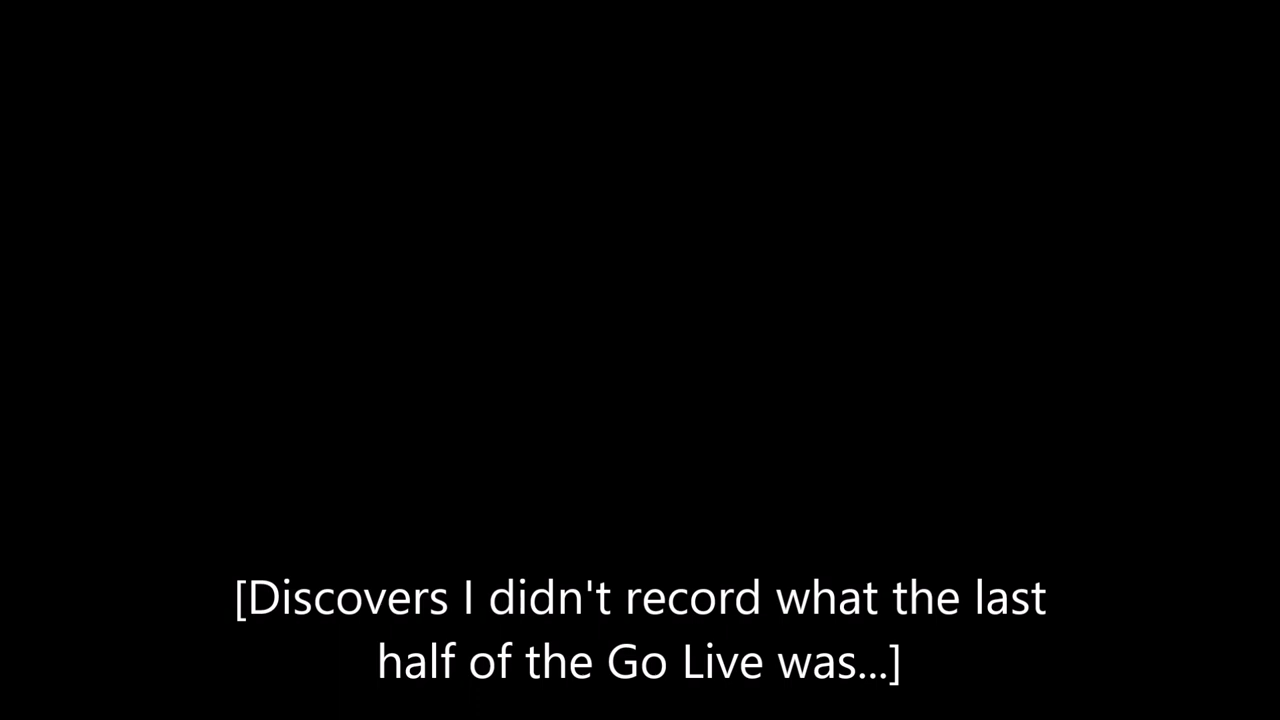 [Discovers I didn't record what the last
half of the Go Live was...]